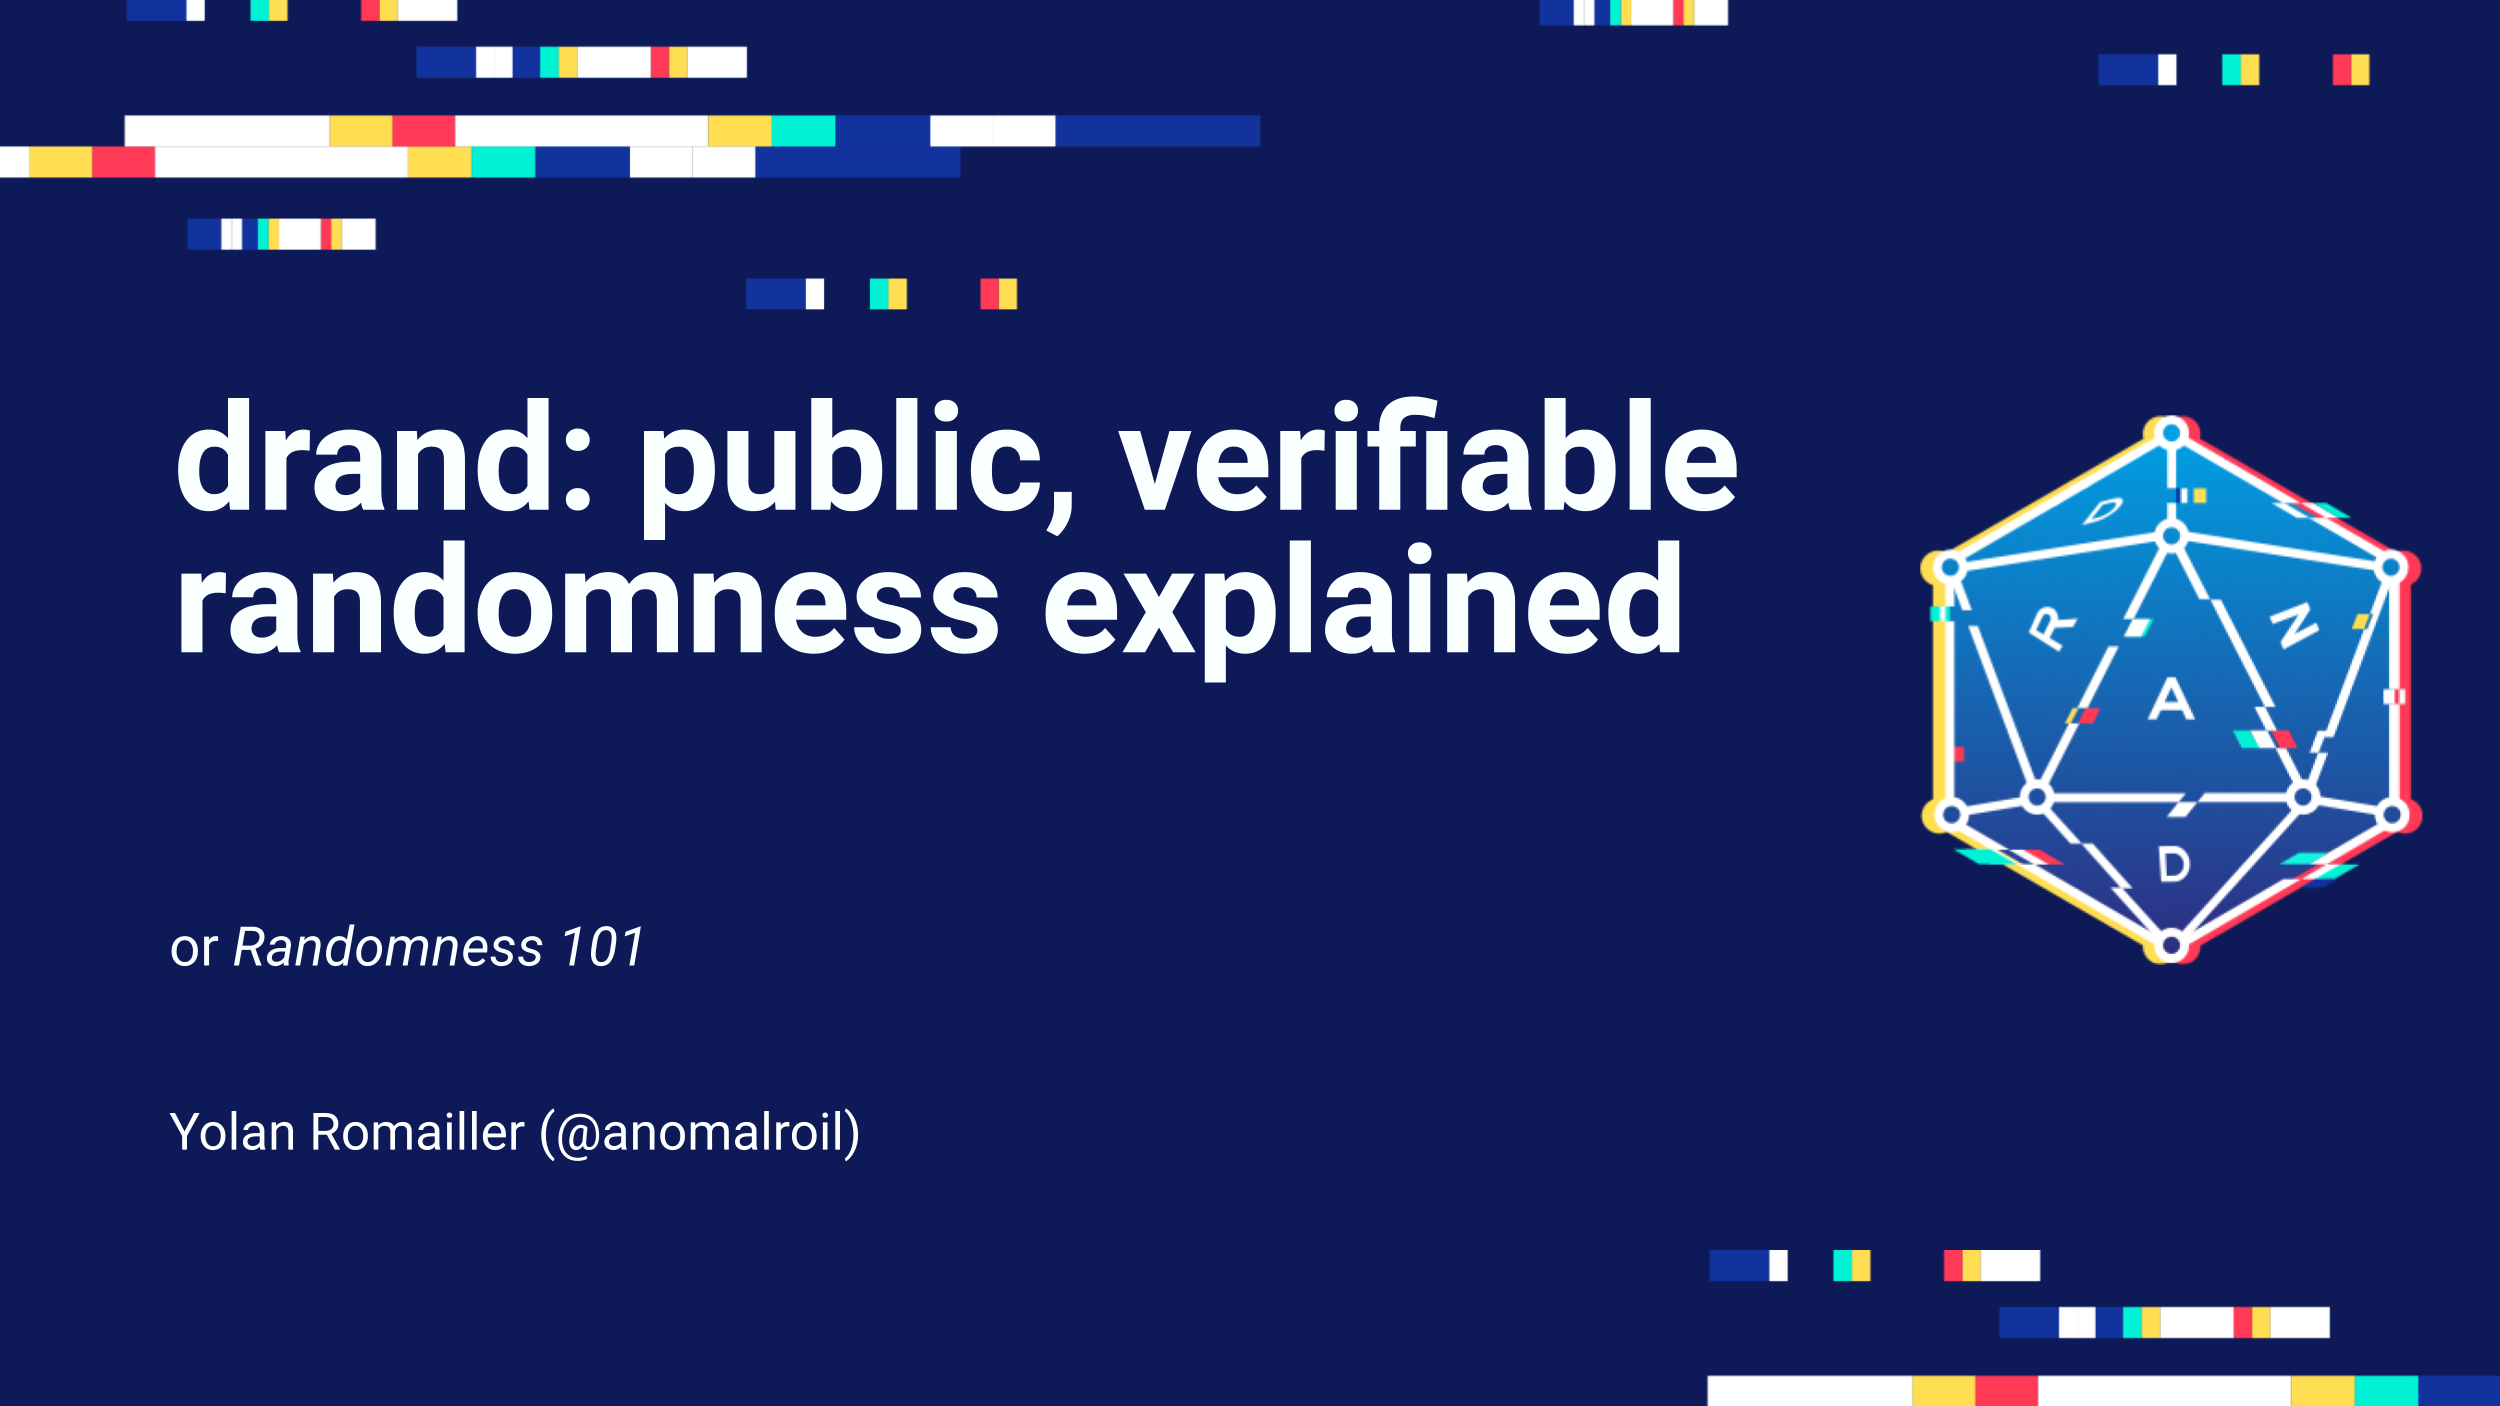 drand: public, verifiable
randomness explained
or Randomness 101
Yolan Romailler (@anomalroil)
D
R
N
A
D